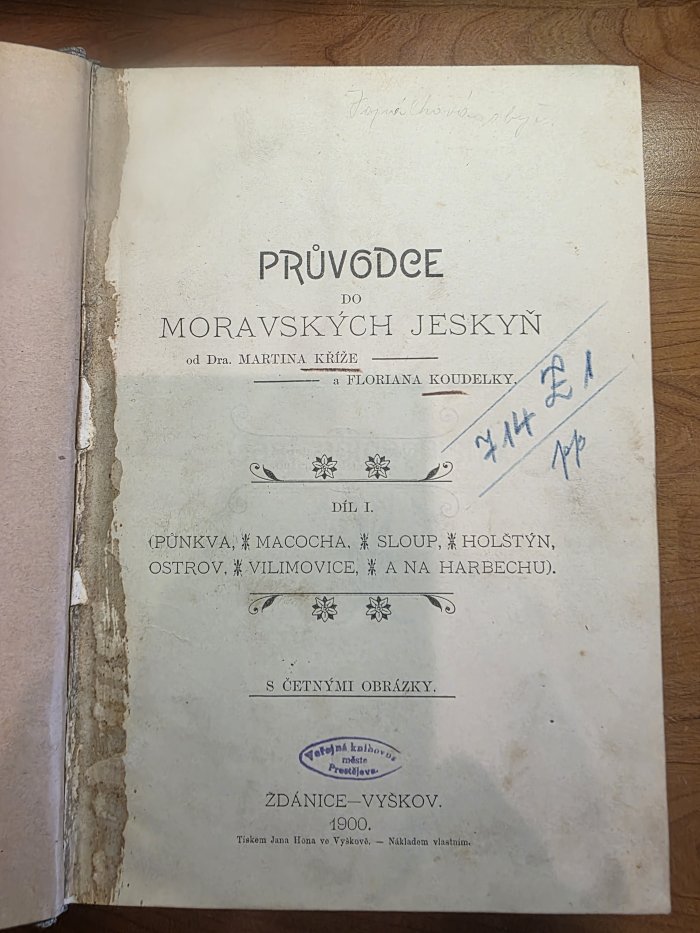 PRŮVODCE
DO
MORAVSKÝCH JESKYŇ
od Dra. MARTINA KŘÍŽE
a FLORIANA KOUDELKY.
714 Ž 1
pp
DÍL I.
(PUNKVA, MACOCHA, SLOUP, HOLŠTÝN,
OSTROV, VILIMOVICE, A NA HARBECHU).
S ČETNÝMI OBRÁZKY.
Veřejná knihovna
města
Prostějova.
ŽDÁNICE—VYŠKOV.
1900.
Tiskem Jana Hona ve Vyškově. — Nákladem vlastním.